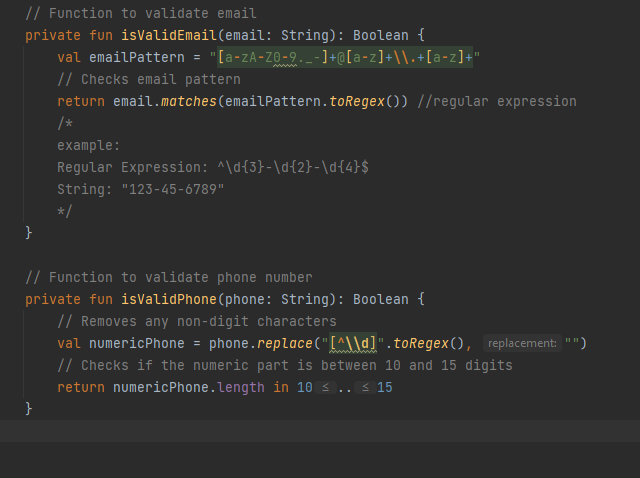 // Function to validate email
private fun isValidEmail(email: String): Boolean {
val emailPattern = "[a-zA-Z0-9._-]+@[a-z]+\\.+[a-z]+"
// Checks email pattern
return email.matches(emailPattern.toRegex()) //regular expression
/*
example:
Regular Expression: ^\d{3}-\d{2}-\d{4}$
String: "123-45-6789"
*/
}
// Function to validate phone number
private fun isValidPhone(phone: String): Boolean {
// Removes any non-digit characters
val numericPhone = phone.replace("[^\\d]".toRegex(), replacement: "")
// Checks if the numeric part is between 10 and 15 digits
return numericPhone.length in 10 ≤ .. ≤ 15
}